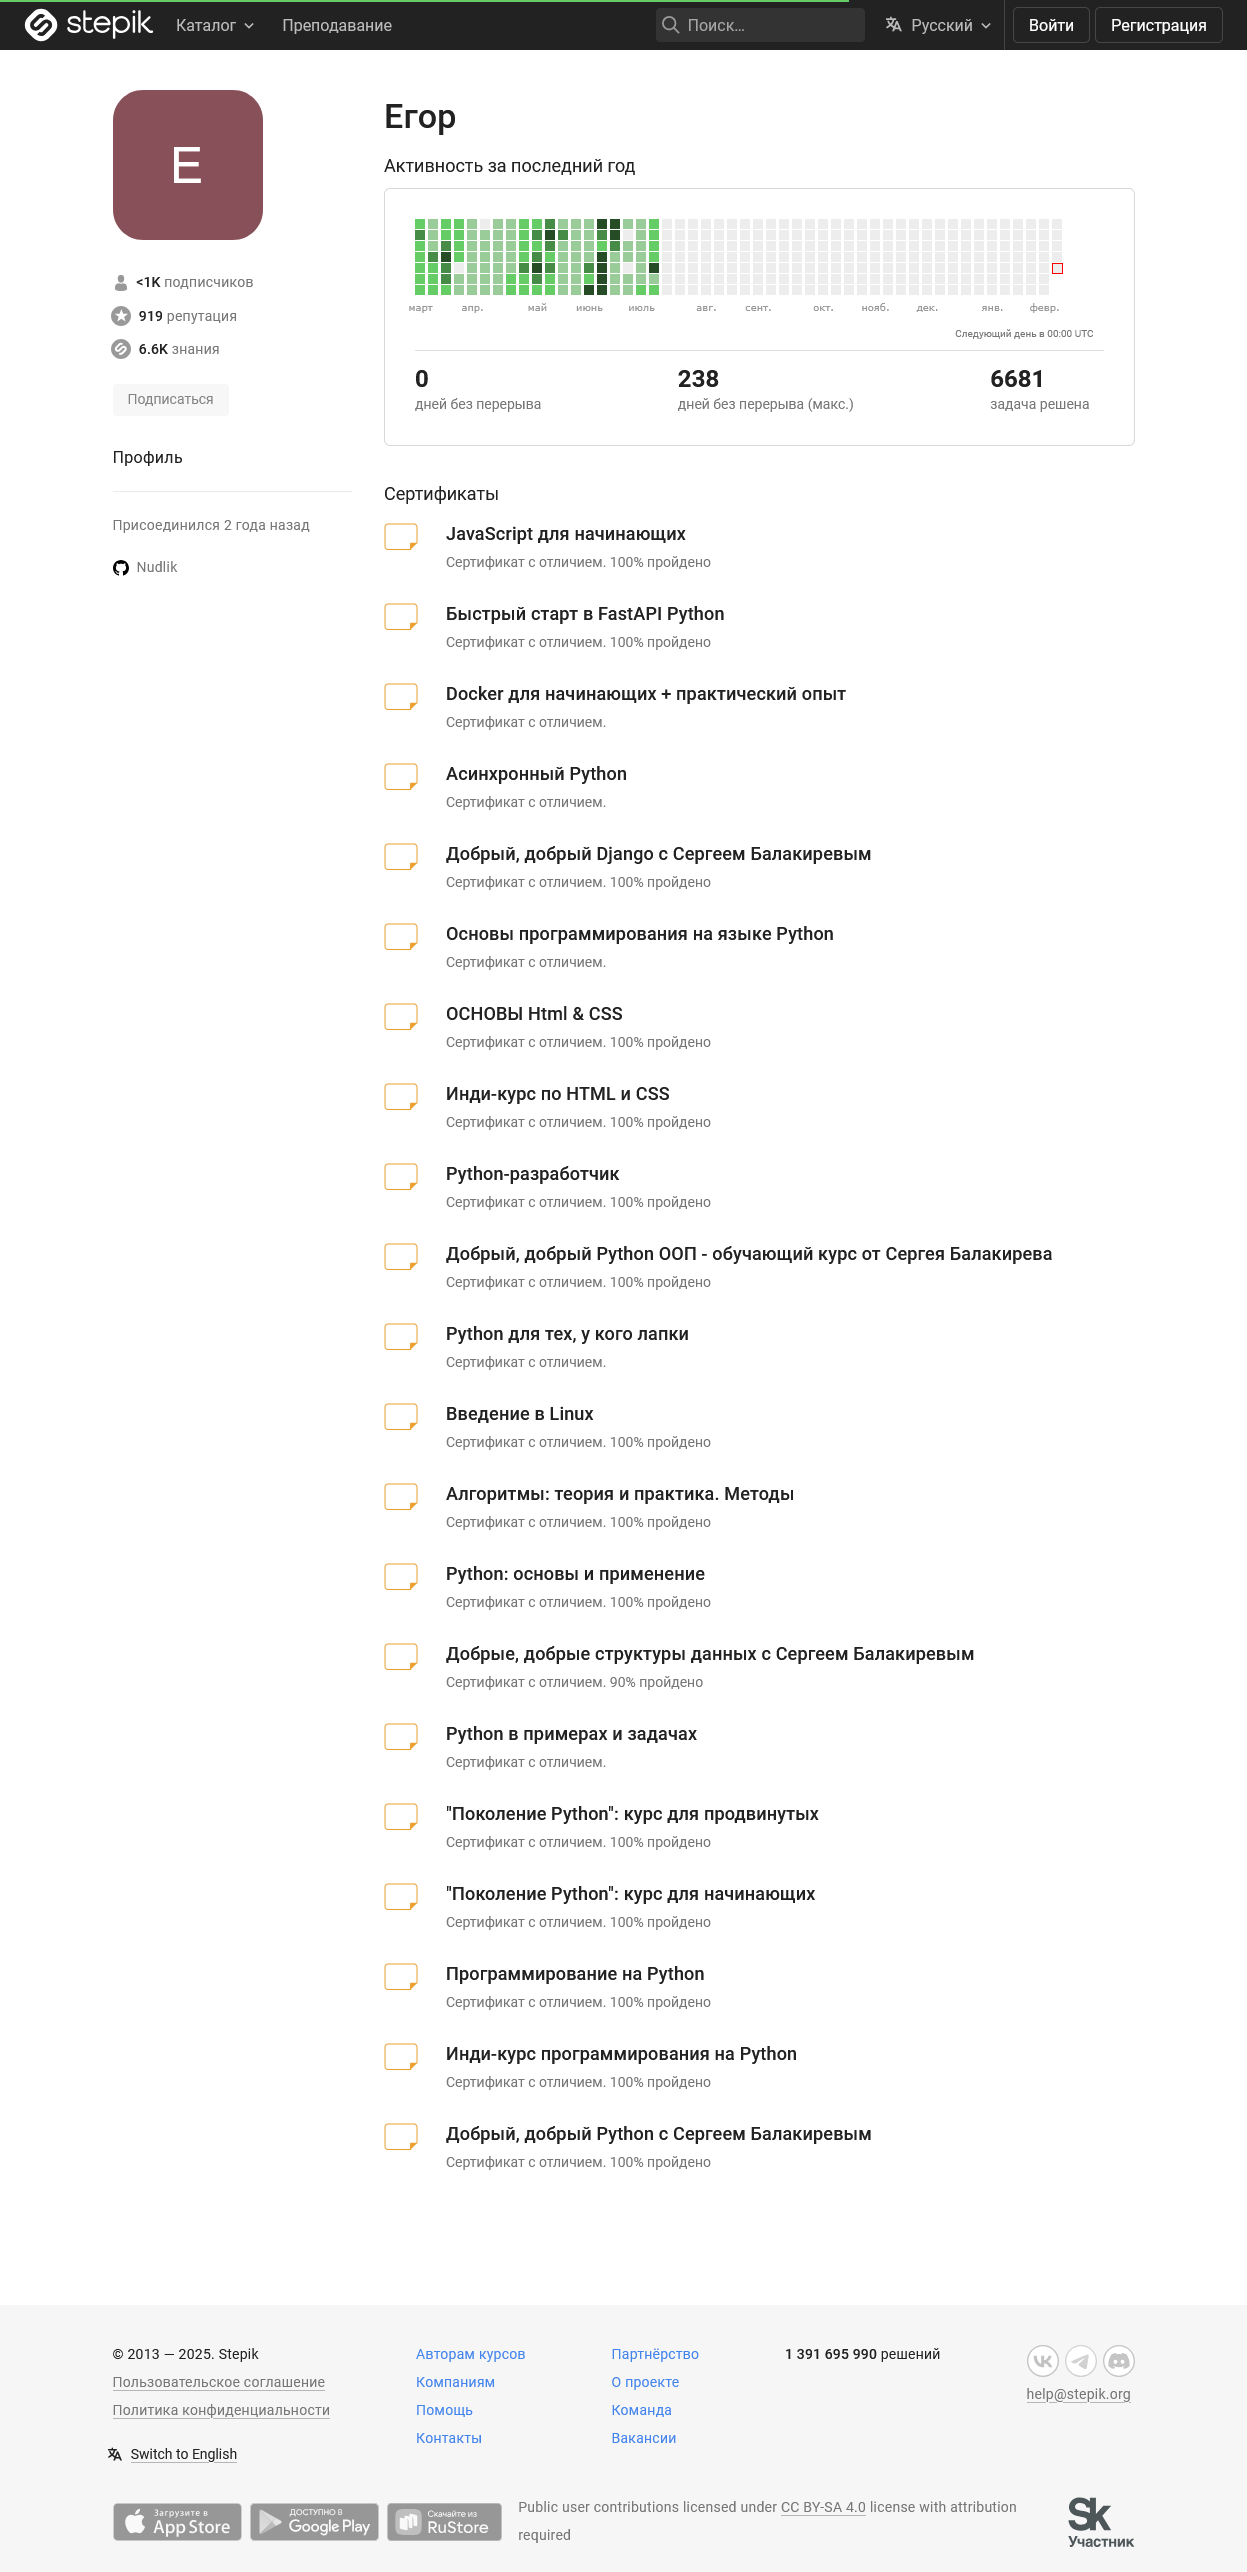 stepik Каталог Преподавание Поиск... Русский Войти Регистрация
E
<1K подписчиков
919 репутация
6.6K знания
Подписаться
Профиль
Присоединился 2 года назад
Nudlik
Егор
Активность за последний год
март апр. май июнь июль авг. сент. окт. нояб. дек. янв. февр.
Следующий день в 00:00 UTC
0 238 6681
дней без перерыва дней без перерыва (макс.) задача решена
Сертификаты
JavaScript для начинающих
Сертификат с отличием. 100% пройдено
Быстрый старт в FastAPI Python
Сертификат с отличием. 100% пройдено
Docker для начинающих + практический опыт
Сертификат с отличием.
Асинхронный Python
Сертификат с отличием.
Добрый, добрый Django с Сергеем Балакиревым
Сертификат с отличием. 100% пройдено
Основы программирования на языке Python
Сертификат с отличием.
ОСНОВЫ Html & CSS
Сертификат с отличием. 100% пройдено
Инди-курс по HTML и CSS
Сертификат с отличием. 100% пройдено
Python-разработчик
Сертификат с отличием. 100% пройдено
Добрый, добрый Python ООП - обучающий курс от Сергея Балакирева
Сертификат с отличием. 100% пройдено
Python для тех, у кого лапки
Сертификат с отличием.
Введение в Linux
Сертификат с отличием. 100% пройдено
Алгоритмы: теория и практика. Методы
Сертификат с отличием. 100% пройдено
Python: основы и применение
Сертификат с отличием. 100% пройдено
Добрые, добрые структуры данных с Сергеем Балакиревым
Сертификат с отличием. 90% пройдено
Python в примерах и задачах
Сертификат с отличием.
"Поколение Python": курс для продвинутых
Сертификат с отличием. 100% пройдено
"Поколение Python": курс для начинающих
Сертификат с отличием. 100% пройдено
Программирование на Python
Сертификат с отличием. 100% пройдено
Инди-курс программирования на Python
Сертификат с отличием. 100% пройдено
Добрый, добрый Python с Сергеем Балакиревым
Сертификат с отличием. 100% пройдено
© 2013 — 2025. Stepik
Пользовательское соглашение
Политика конфиденциальности
Switch to English
Авторам курсов
Компаниям
Помощь
Контакты
Партнёрство
О проекте
Команда
Вакансии
1 391 695 990 решений
help@stepik.org
Загрузите в
App Store
ДОСТУПНО В
Google Play
Скачайте из
RuStore
Public user contributions licensed under CC BY-SA 4.0 license with attribution
required
Sk
Участник